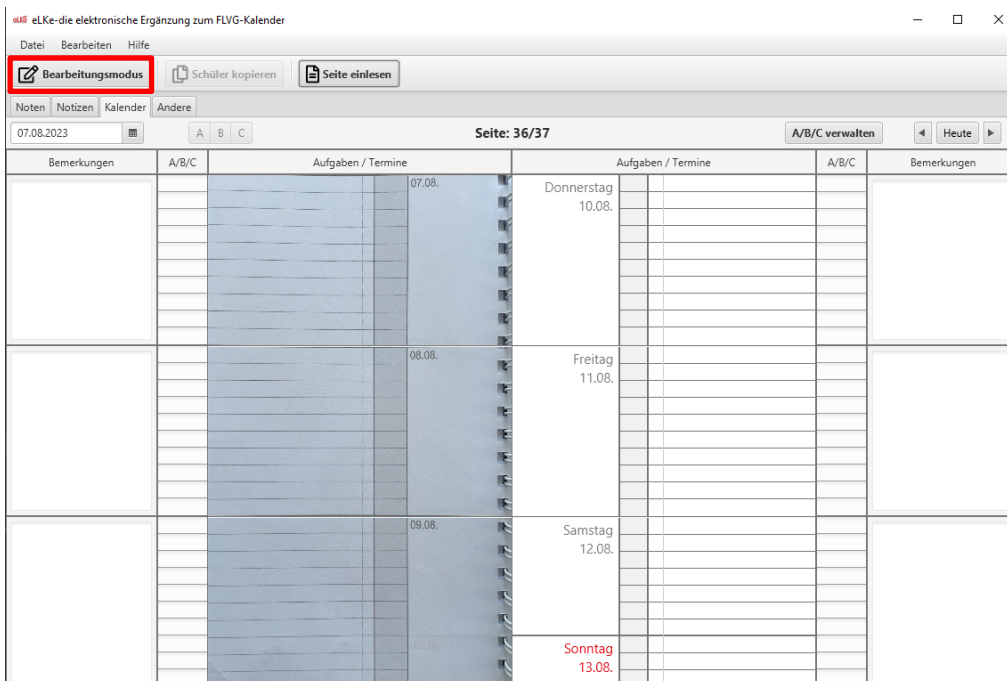 eLKe eLKe-die elektronische Ergänzung zum FLVG-Kalender
Datei Bearbeiten Hilfe
Bearbeitungsmodus Schüler kopieren Seite einlesen
Noten Notizen Kalender Andere
07.08.2023 A B C Seite: 36/37 A/B/C verwalten Heute
Bemerkungen A/B/C Aufgaben / Termine Aufgaben / Termine A/B/C Bemerkungen
07.08. Donnerstag
10.08.
08.08. Freitag
11.08.
09.08. Samstag
12.08.
Sonntag
13.08.